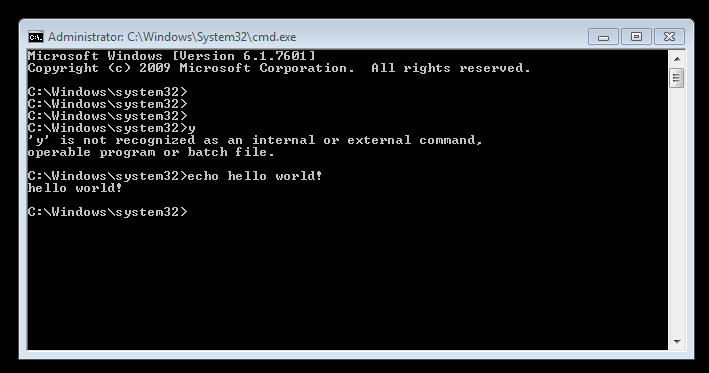 Administrator: C:\Windows\System32\cmd.exe
Microsoft Windows [Version 6.1.7601]
Copyright (c) 2009 Microsoft Corporation.  All rights reserved.
C:\Windows\system32>
C:\Windows\system32>
C:\Windows\system32>
C:\Windows\system32>y
'y' is not recognized as an internal or external command,
operable program or batch file.
C:\Windows\system32>echo hello world!
hello world!
C:\Windows\system32>